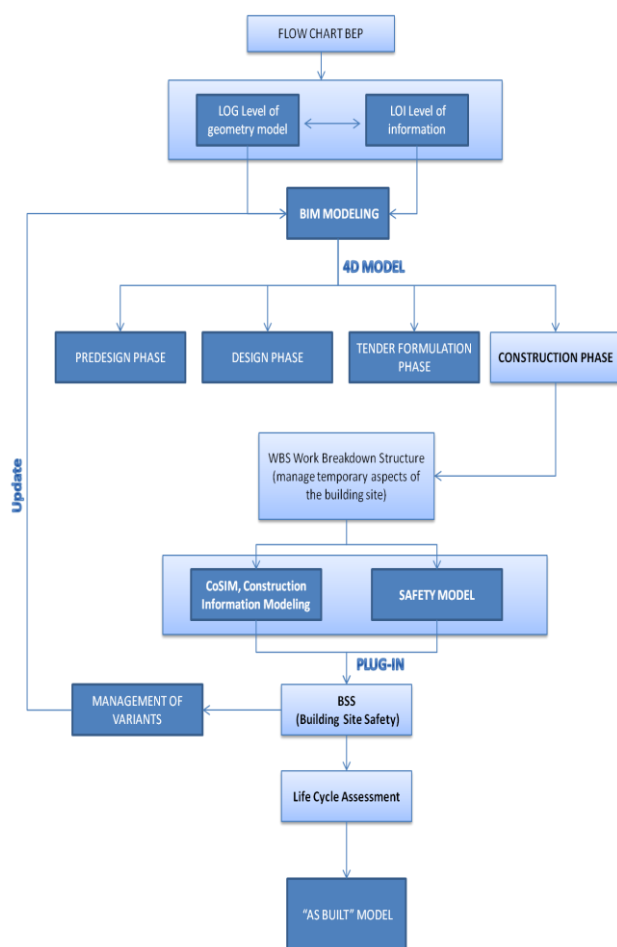 FLOW CHART BEP
LOG Level of
geometry model
LOI Level of
information
BIM MODELING
4D MODEL
PREDESIGN PHASE
DESIGN PHASE
TENDER FORMULATION
PHASE
CONSTRUCTION PHASE
WBS Work Breakdown Structure
(manage temporary aspects of
the building site)
Update
CoSIM, Construction
Information Modeling
SAFETY MODEL
PLUG-IN
MANAGEMENT OF
VARIANTS
BSS
(Building Site Safety)
Life Cycle Assessment
"AS BUILT" MODEL